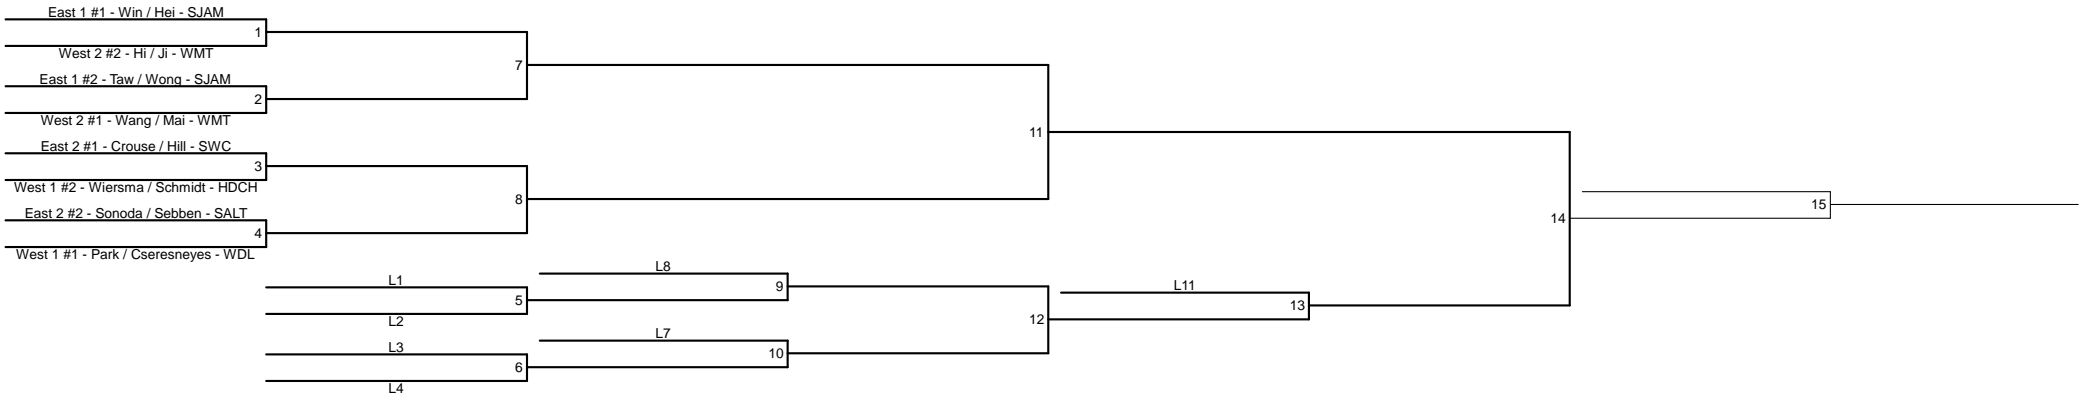 East 1 #1 - Win / Hei - SJAM
1
West 2 #2 - Hi / Ji - WMT
7
East 1 #2 - Taw / Wong - SJAM
2
West 2 #1 - Wang / Mai - WMT
11
East 2 #1 - Crouse / Hill - SWC
3
West 1 #2 - Wiersma / Schmidt - HDCH
8
East 2 #2 - Sonoda / Sebben - SALT
4
West 1 #1 - Park / Cseresneyes - WDL
15
14
L1
5
L2
L8
9
L11
13
12
L3
6
L4
L7
10